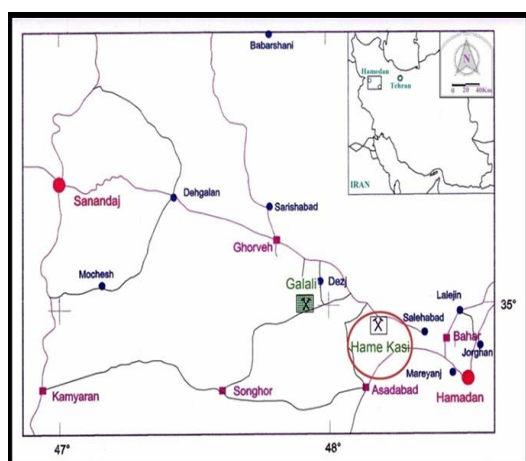 Babarshani
Hamedan
Tehran
N
0 20 40Km
IRAN
Sanandaj
Dehgalan
Sarishabad
Ghorveh
Mochesh
Galali
Dezj
Lalejin
35°
Salehabad
Bahar
Hame Kasi
Jorghan
Mareyanj
Kamyaran
Songhor
Asadabad
Hamadan
47°
48°